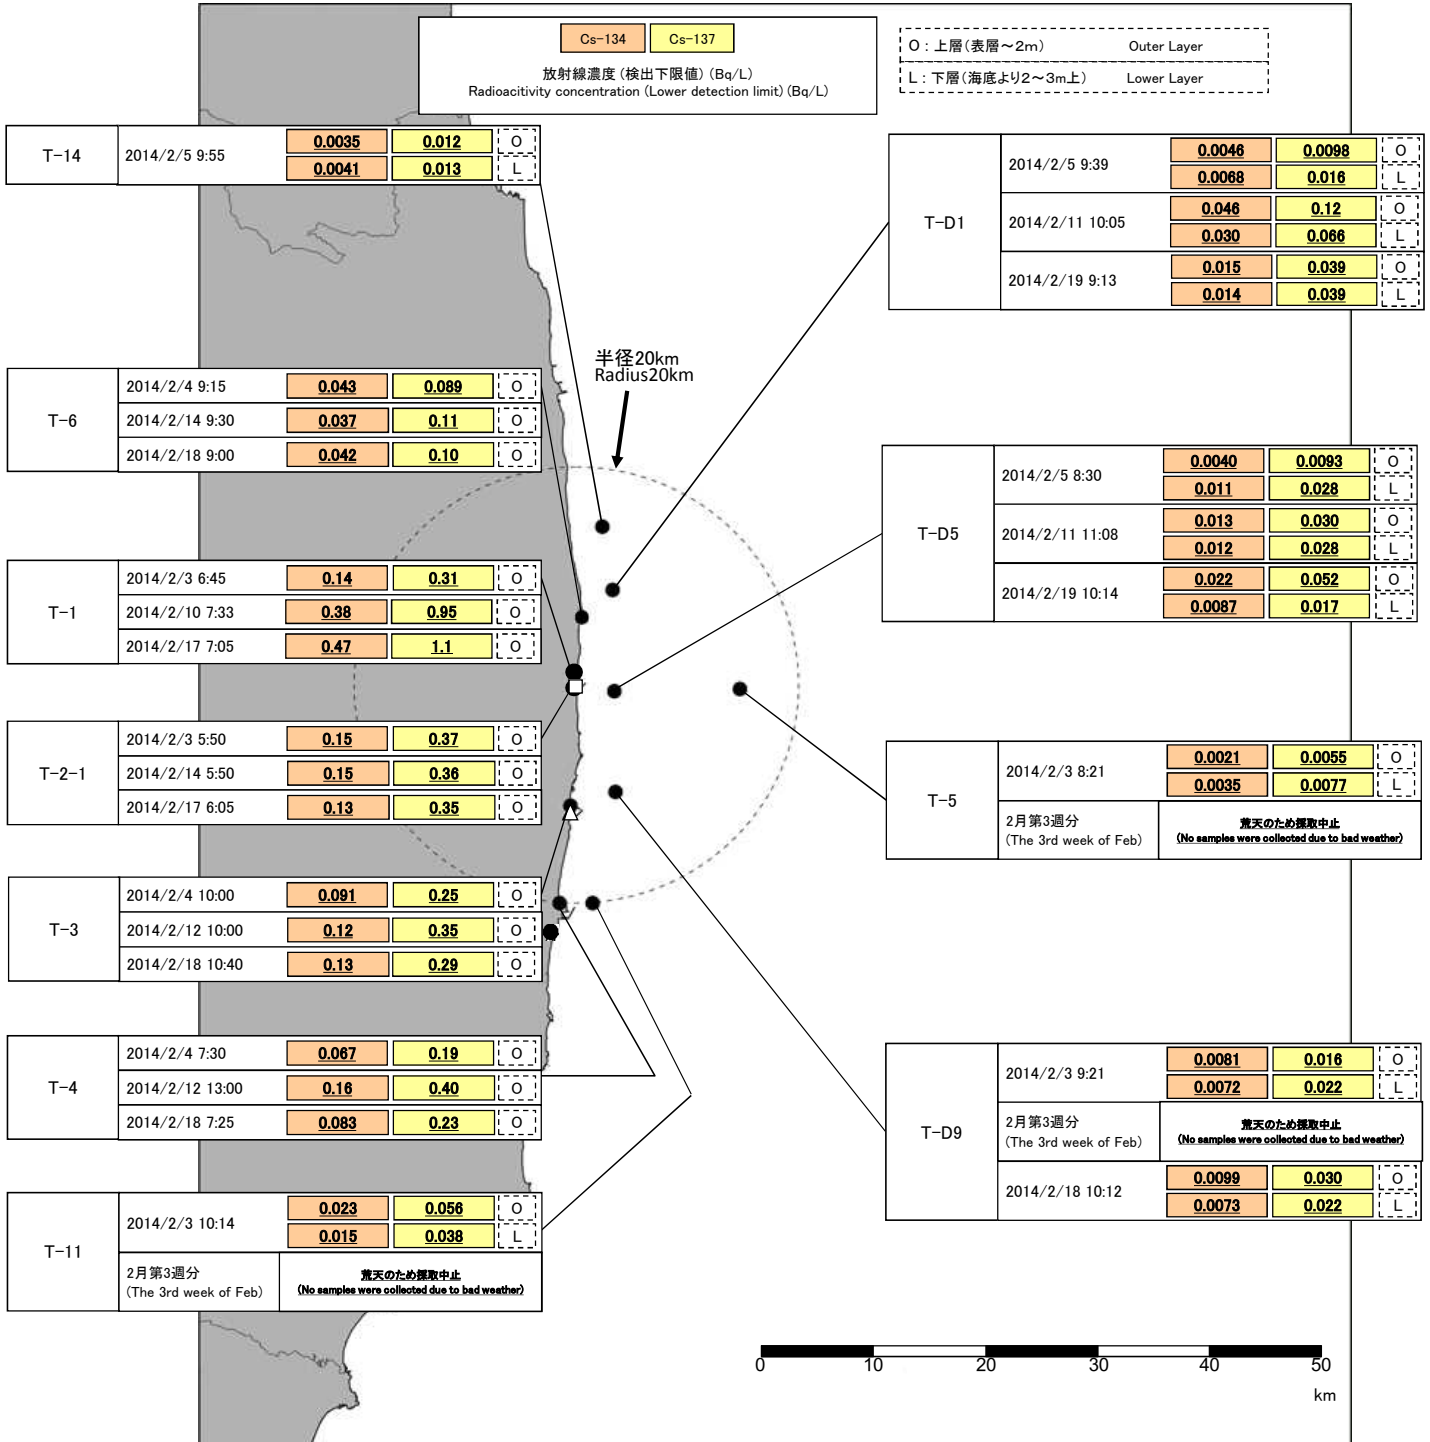 Cs-134 Cs-137
放射線濃度 (検出下限値) (Bq/L)
Radioacitivity concentration (Lower detection limit) (Bq/L)
O : 上層(表層～2m) Outer Layer
L : 下層(海底より2～3m上) Lower Layer
T-14
2014/2/5 9:55
0.0035 0.012 O
0.0041 0.013 L
T-D1
2014/2/5 9:39
0.0046 0.0098 O
0.0068 0.016 L
2014/2/11 10:05
0.046 0.12 O
0.030 0.066 L
2014/2/19 9:13
0.015 0.039 O
0.014 0.039 L
半径20km
Radius20km
T-6
2014/2/4 9:15 0.043 0.089 O
2014/2/14 9:30 0.037 0.11 O
2014/2/18 9:00 0.042 0.10 O
T-D5
2014/2/5 8:30
0.0040 0.0093 O
0.011 0.028 L
2014/2/11 11:08
0.013 0.030 O
0.012 0.028 L
2014/2/19 10:14
0.022 0.052 O
0.0087 0.017 L
T-1
2014/2/3 6:45 0.14 0.31 O
2014/2/10 7:33 0.38 0.95 O
2014/2/17 7:05 0.47 1.1 O
T-2-1
2014/2/3 5:50 0.15 0.37 O
2014/2/14 5:50 0.15 0.36 O
2014/2/17 6:05 0.13 0.35 O
T-5
2014/2/3 8:21
0.0021 0.0055 O
0.0035 0.0077 L
2月第3週分
(The 3rd week of Feb)
荒天のため採取中止
(No samples were collected due to bad weather)
T-3
2014/2/4 10:00 0.091 0.25 O
2014/2/12 10:00 0.12 0.35 O
2014/2/18 10:40 0.13 0.29 O
T-4
2014/2/4 7:30 0.067 0.19 O
2014/2/12 13:00 0.16 0.40 O
2014/2/18 7:25 0.083 0.23 O
T-D9
2014/2/3 9:21
0.0081 0.016 O
0.0072 0.022 L
2月第3週分
(The 3rd week of Feb)
荒天のため採取中止
(No samples were collected due to bad weather)
2014/2/18 10:12
0.0099 0.030 O
0.0073 0.022 L
T-11
2014/2/3 10:14
0.023 0.056 O
0.015 0.038 L
2月第3週分
(The 3rd week of Feb)
荒天のため採取中止
(No samples were collected due to bad weather)
0 10 20 30 40 50
km